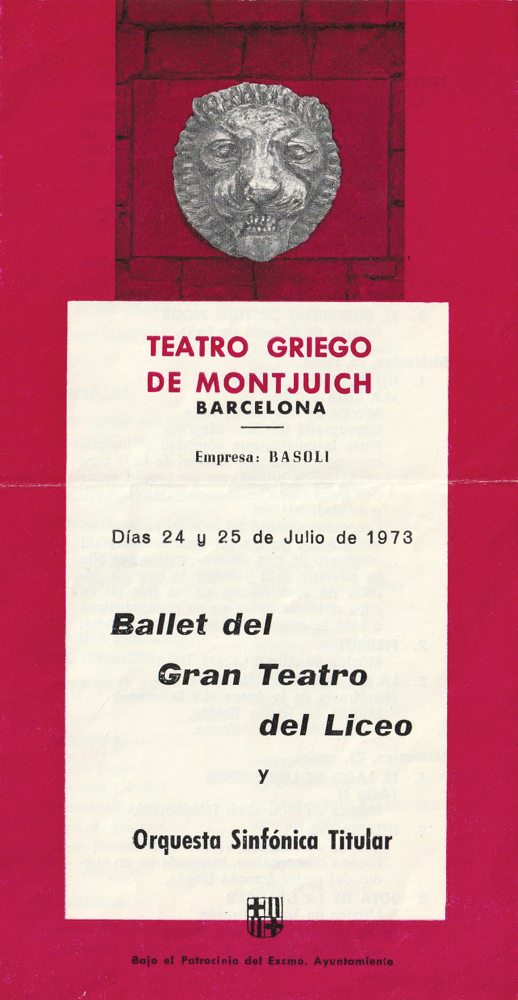 TEATRO GRIEGO
DE MONTJUICH
BARCELONA
Empresa: BASOLI
Días 24 y 25 de Julio de 1973
Ballet del
Gran Teatro
del Liceo
y
Orquesta Sinfónica Titular
Bajo el Patrocinio del Excmo. Ayuntamiento